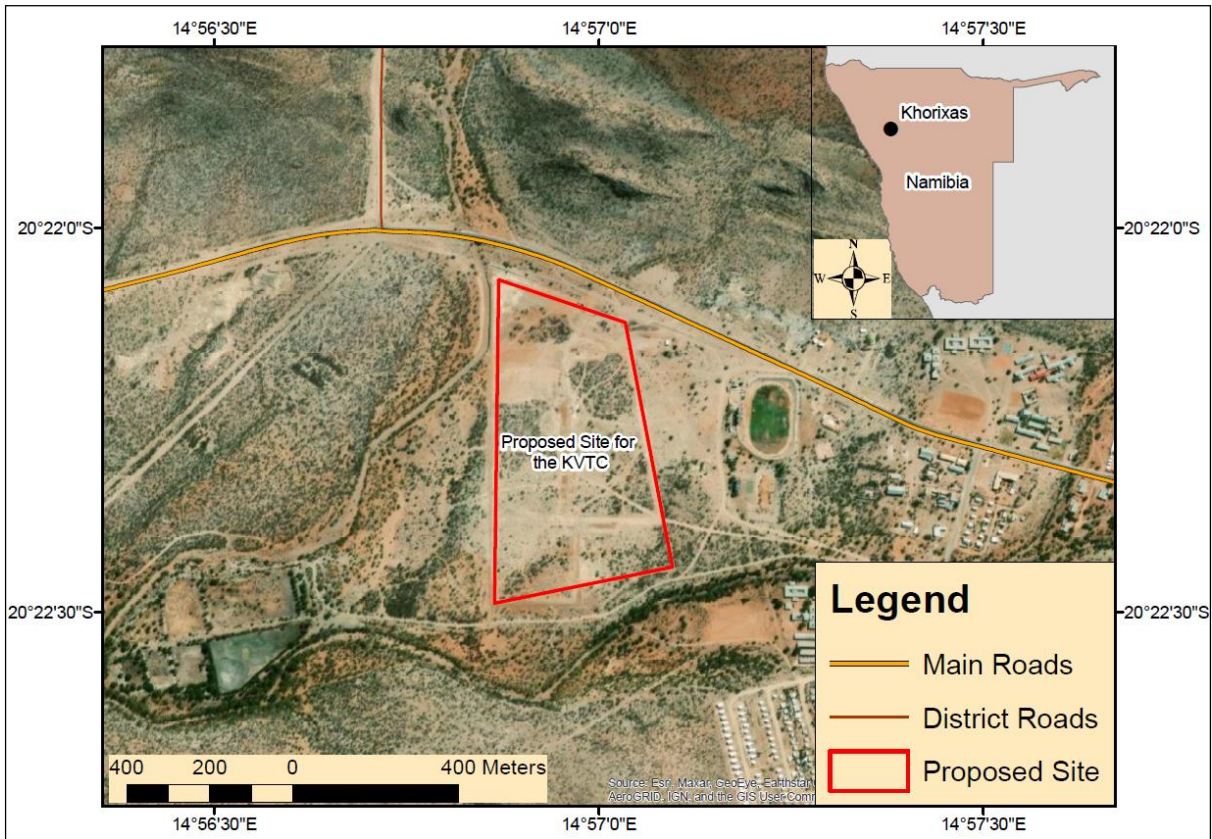 14°56'30"E
14°57'0"E
14°57'30"E
Khorixas
Namibia
20°22'0"S
20°22'0"S
N
W
E
S
Proposed Site for
the KVTC
20°22'30"S
20°22'30"S
Legend
Main Roads
District Roads
Proposed Site
400
200
0
400 Meters
Source: Esri, Maxar, GeoEye,
AeroGRID, IGN, and the GIS User
14°56'30"E
14°57'0"E
14°57'30"E